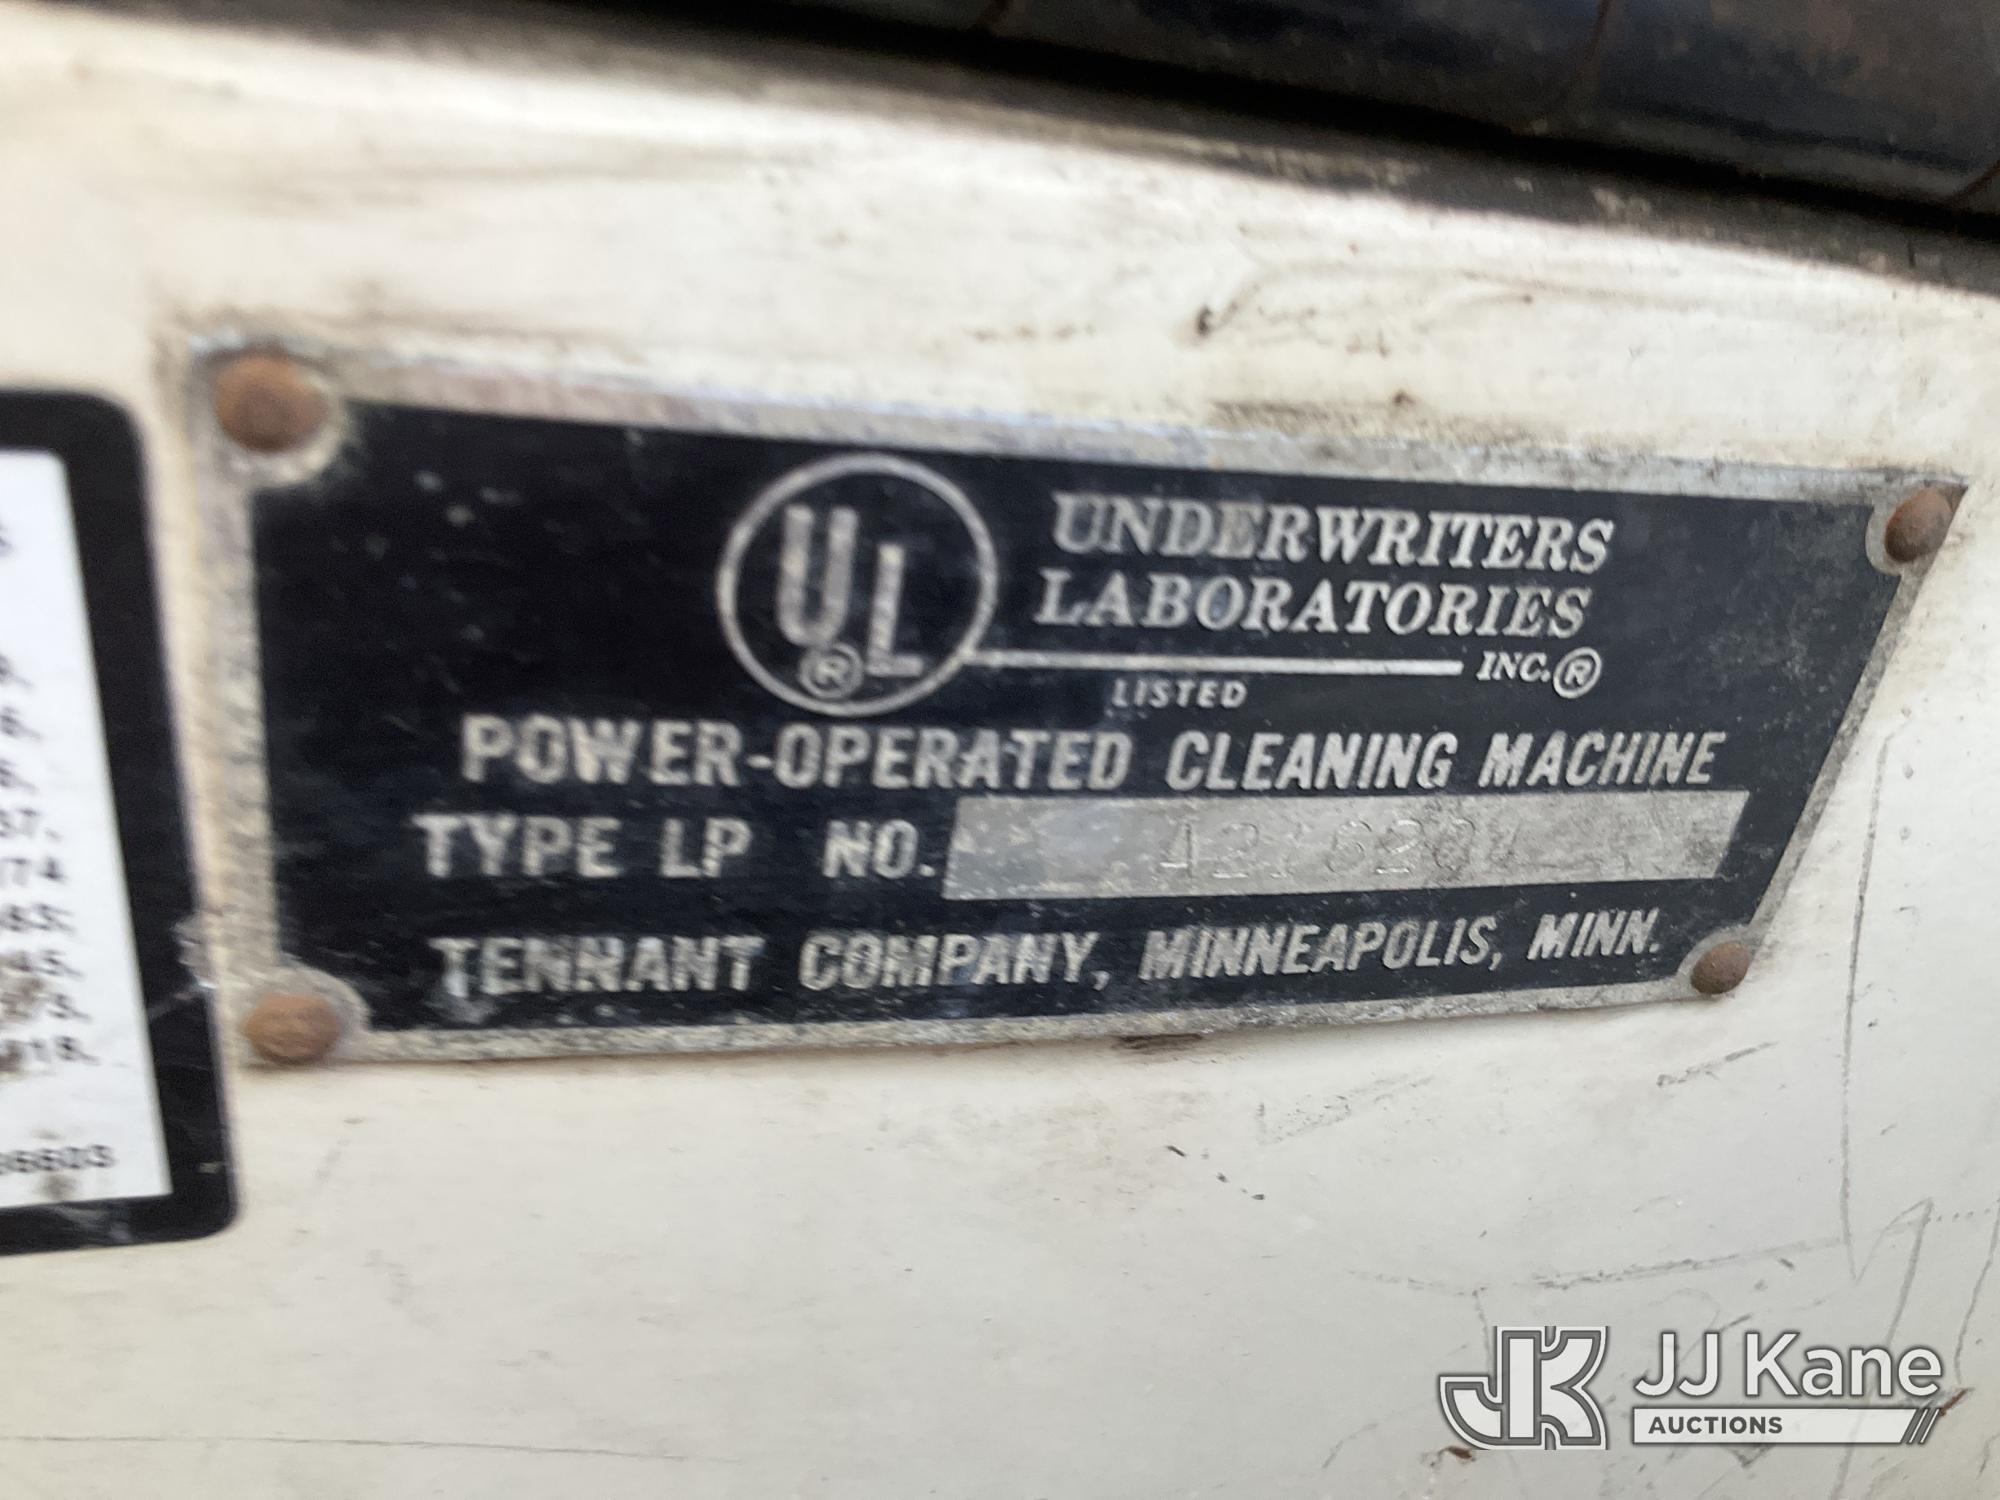 UL®
UNDERWRITERS
LABORATORIES
INC.®
LISTED
POWER-OPERATED CLEANING MACHINE
TYPE LP NO.
TENNANT COMPANY, MINNEAPOLIS, MINN.
JJ Kane
AUCTIONS